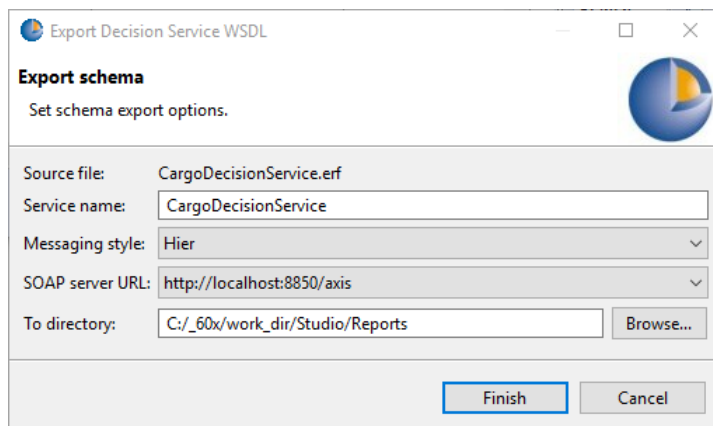 Export Decision Service WSDL
Export schema
Set schema export options.
Source file: CargoDecisionService.erf
Service name: CargoDecisionService
Messaging style: Hier
SOAP server URL: http://localhost:8850/axis
To directory: C:/_60x/work_dir/Studio/Reports Browse...
Finish Cancel